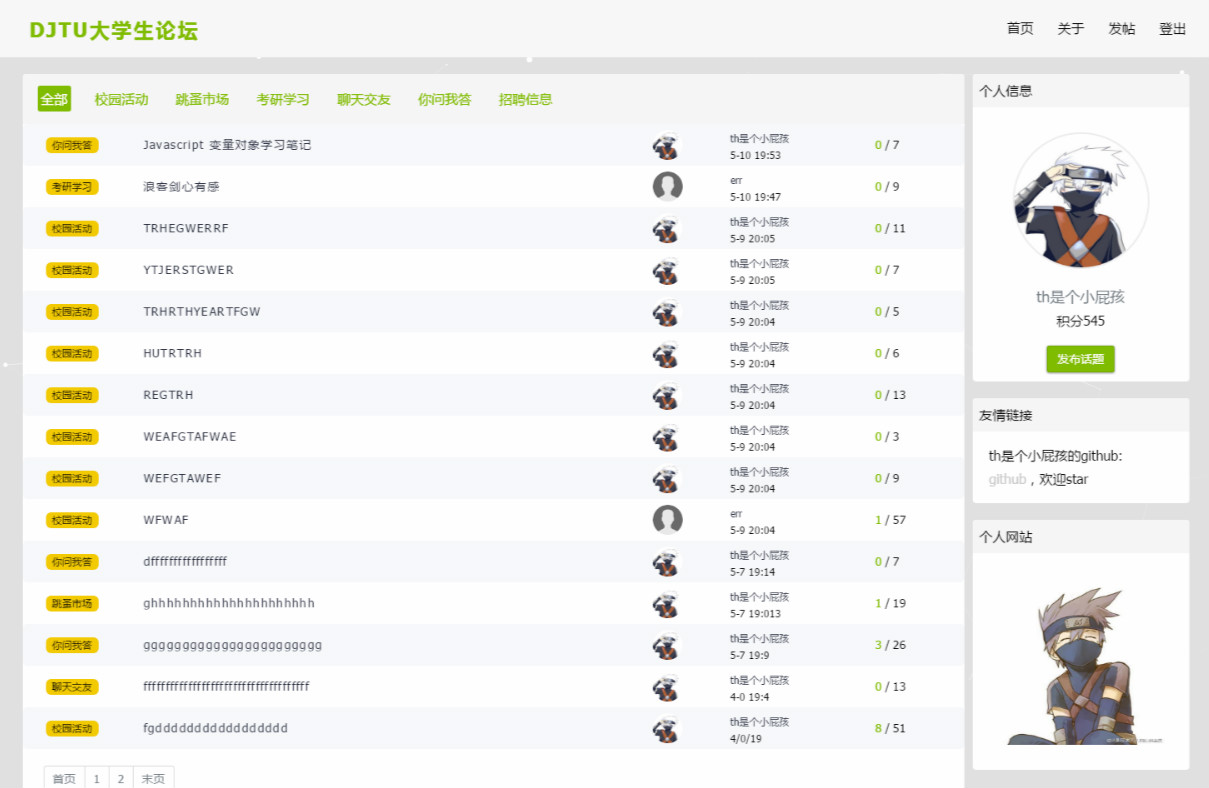 DJTU大学生论坛
首页 关于 发帖 登出
全部 校园活动 跳蚤市场 考研学习 聊天交友 你问我答 招聘信息
你问我答 Javascript 变量对象学习笔记 th是个小屁孩 0 / 7
5-10 19:53
考研学习 浪客剑心有感 err 0 / 9
5-10 19:47
校园活动 TRHEGWERRF th是个小屁孩 0 / 11
5-9 20:05
校园活动 YTJERSTGWER th是个小屁孩 0 / 7
5-9 20:05
校园活动 TRHRTHYEARTFGW th是个小屁孩 0 / 5
5-9 20:04
校园活动 HUTRTRH th是个小屁孩 0 / 6
5-9 20:04
校园活动 REGTRH th是个小屁孩 0 / 13
5-9 20:04
校园活动 WEAFGTAFWAE th是个小屁孩 0 / 3
5-9 20:04
校园活动 WEFGTAWEF th是个小屁孩 0 / 9
5-9 20:04
校园活动 WFWAF err 1 / 57
5-9 20:04
你问我答 dfffffffffffffffff th是个小屁孩 0 / 7
5-7 19:14
跳蚤市场 ghhhhhhhhhhhhhhhhhhhhh th是个小屁孩 1 / 19
5-7 19:013
你问我答 ggggggggggggggggggggggg th是个小屁孩 3 / 26
5-7 19:9
聊天交友 fffffffffffffffffffffffffffffffffffff th是个小屁孩 0 / 13
4-0 19:4
校园活动 fgdddddddddddddddd th是个小屁孩 8 / 51
4/0/19
首页 1 2 末页
个人信息
th是个小屁孩
积分545
发布话题
友情链接
th是个小屁孩的github:
github，欢迎star
个人网站